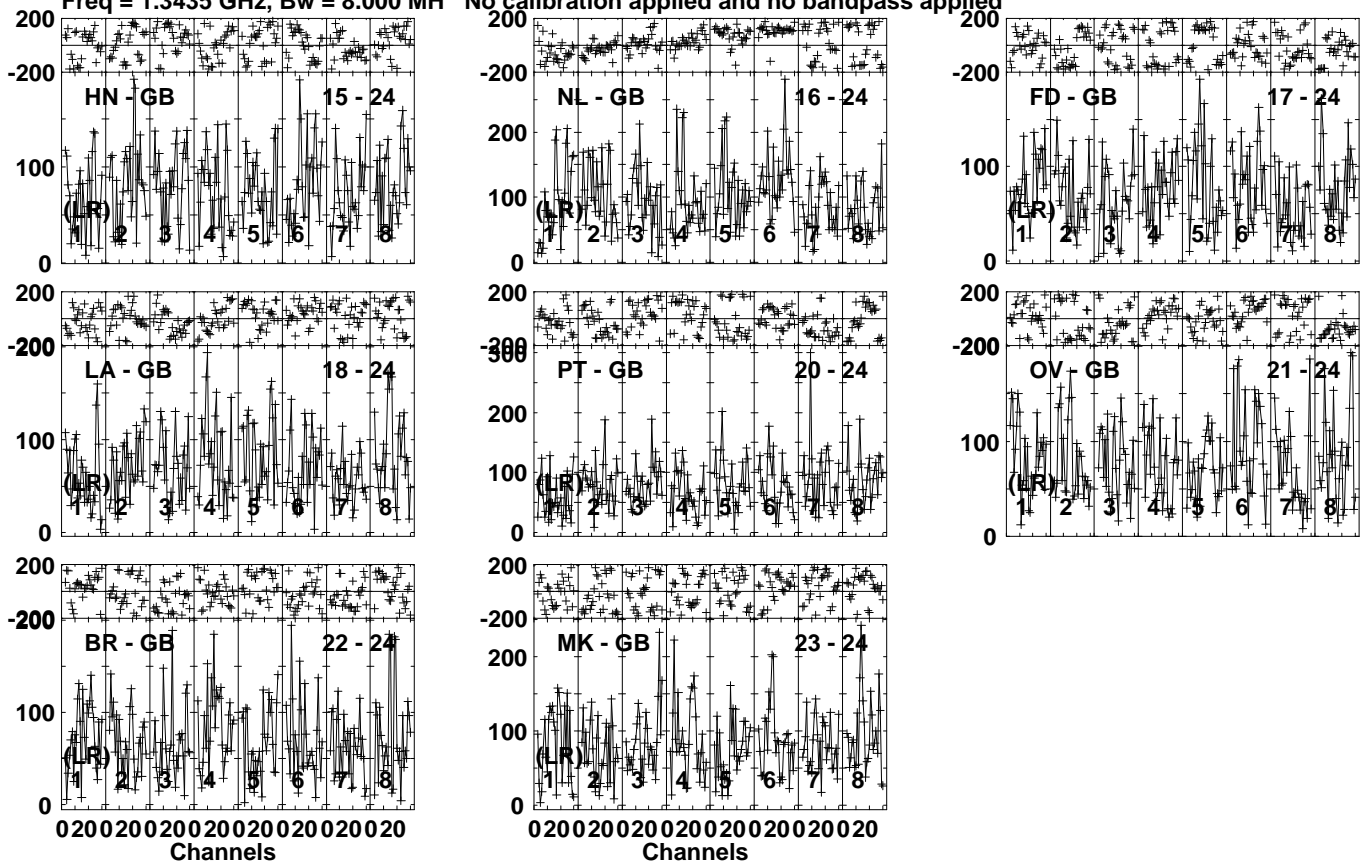 Freq = 1.3435 GHz, Bw = 8.000 MH No calibration applied and no bandpass applied
200
-200
HN - GB 15 - 24
100
(LR)
1 2 3 4 5 6 7 8
0
200
-200
NL - GB 16 - 24
200
100
(LR)
1 2 3 4 5 6 7 8
0
200
-200
FD - GB 17 - 24
100
(LR)
1 2 3 4 5 6 7 8
0
200
-200
200
LA - GB 18 - 24
100
(LR)
1 2 3 4 5 6 7 8
0
200
-200
300
PT - GB 20 - 24
200
100
(LR)
1 2 3 4 5 6 7 8
0
200
-200
200
OV - GB 21 - 24
100
(LR)
1 2 3 4 5 6 7 8
0
200
-200
200
BR - GB 22 - 24
100
(LR)
1 2 3 4 5 6 7 8
0
0 20 0 20 0 20 0 20 0 20 0 20 0 20 0 20
Channels
200
-200
MK - GB 23 - 24
200
100
(LR)
1 2 3 4 5 6 7 8
0
0 20 0 20 0 20 0 20 0 20 0 20 0 20 0 20
Channels